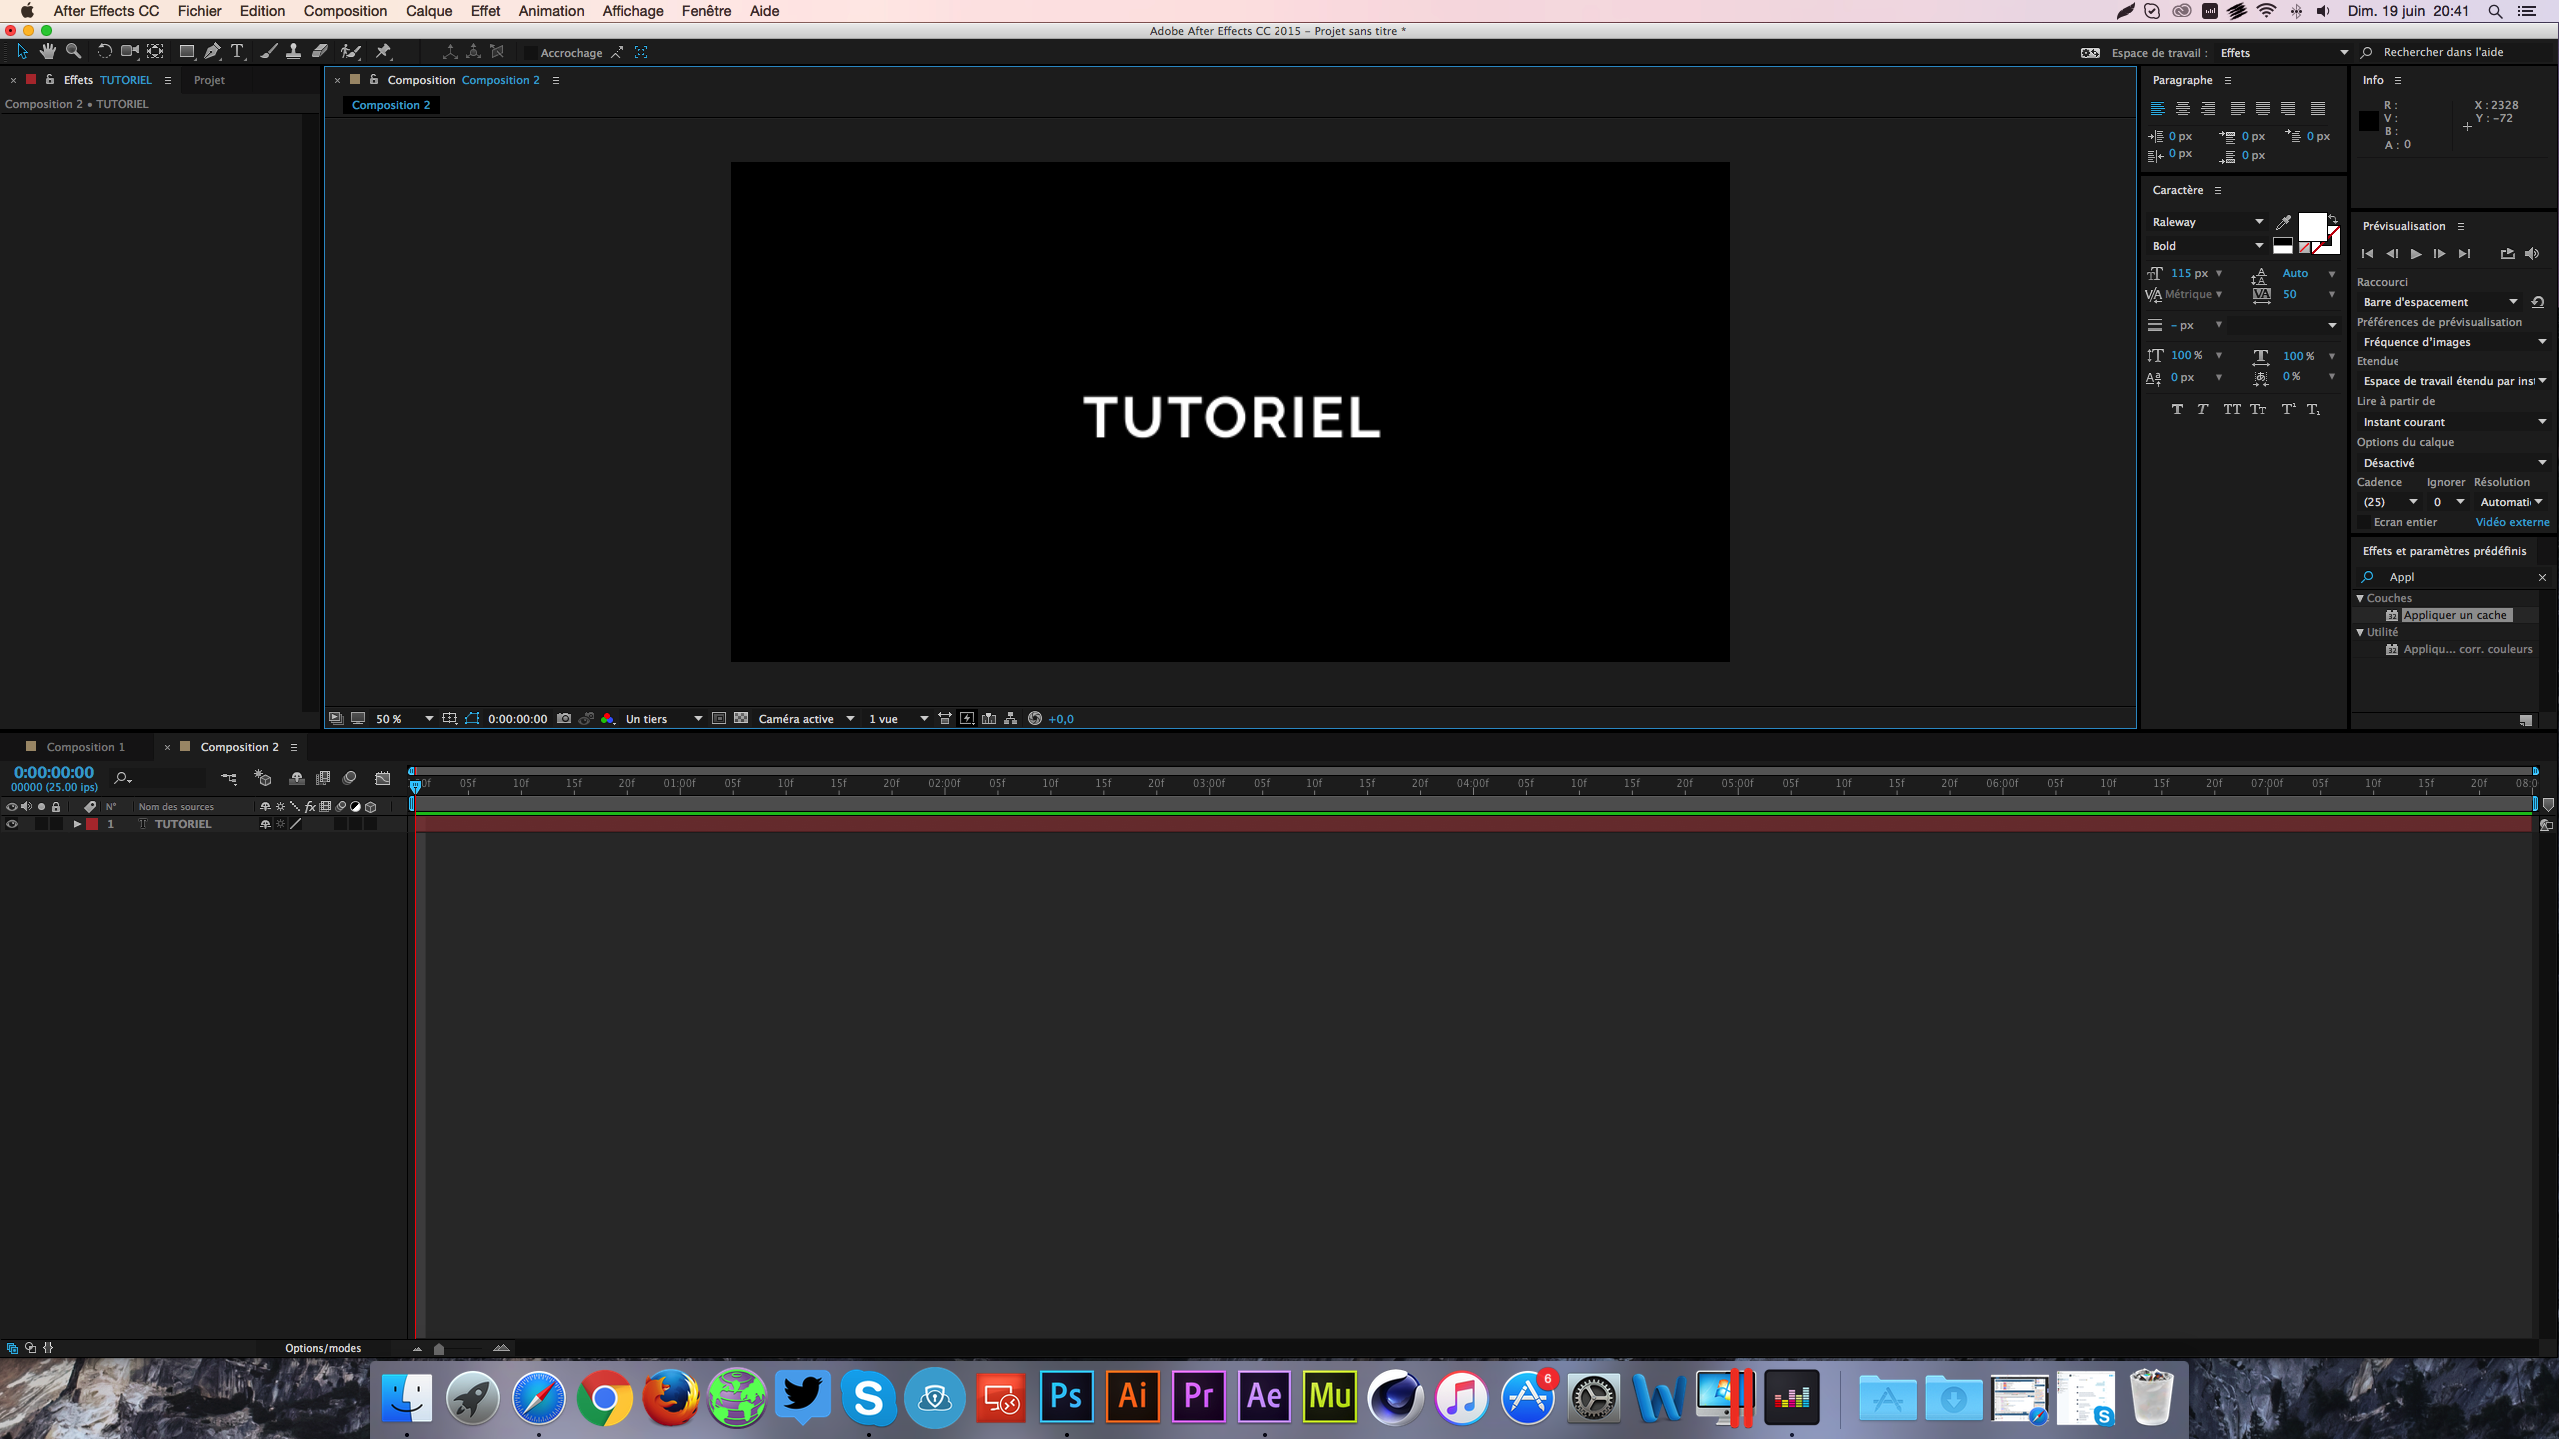 After Effects CC Fichier Edition Composition Calque Effet Animation Affichage Fenêtre Aide Dim. 19 juin 20:41
Adobe After Effects CC 2015 – Projet sans titre *
Accrochage Espace de travail : Effets Rechercher dans l'aide
Effets TUTORIEL Projet
Composition 2 • TUTORIEL
Composition Composition 2
Composition 2
TUTORIEL
50 % 0:00:00:00 Un tiers Caméra active 1 vue +0,0
Paragraphe
0 px 0 px 0 px
0 px 0 px
Caractère
Raleway
Bold
115 px Auto
Métrique 50
– px
100 % 100 %
0 px 0 %
T T TT Tт T¹ T₁
Info
R : X : 2328
V : Y : -72
B :
A : 0
Prévisualisation
Raccourci
Barre d'espacement
Préférences de prévisualisation
Fréquence d'images
Etendue
Espace de travail étendu par inst
Lire à partir de
Instant courant
Options du calque
Désactivé
Cadence Ignorer Résolution
(25) 0 Automati
Ecran entier Vidéo externe
Effets et paramètres prédéfinis
Appl
Couches
Appliquer un cache
Utilité
Appliqu... corr. couleurs
Composition 1 Composition 2
0:00:00:00
00000 (25.00 ips)
00f 05f 10f 15f 20f 01:00f 05f 10f 15f 20f 02:00f 05f 10f 15f 20f 03:00f 05f 10f 15f 20f 04:00f 05f 10f 15f 20f 05:00f 05f 10f 15f 20f 06:00f 05f 10f 15f 20f 07:00f 05f 10f 15f 20f 08:0
N° Nom des sources fx
1 T TUTORIEL
Options/modes
S Ps Ai Pr Ae Mu 6 W S